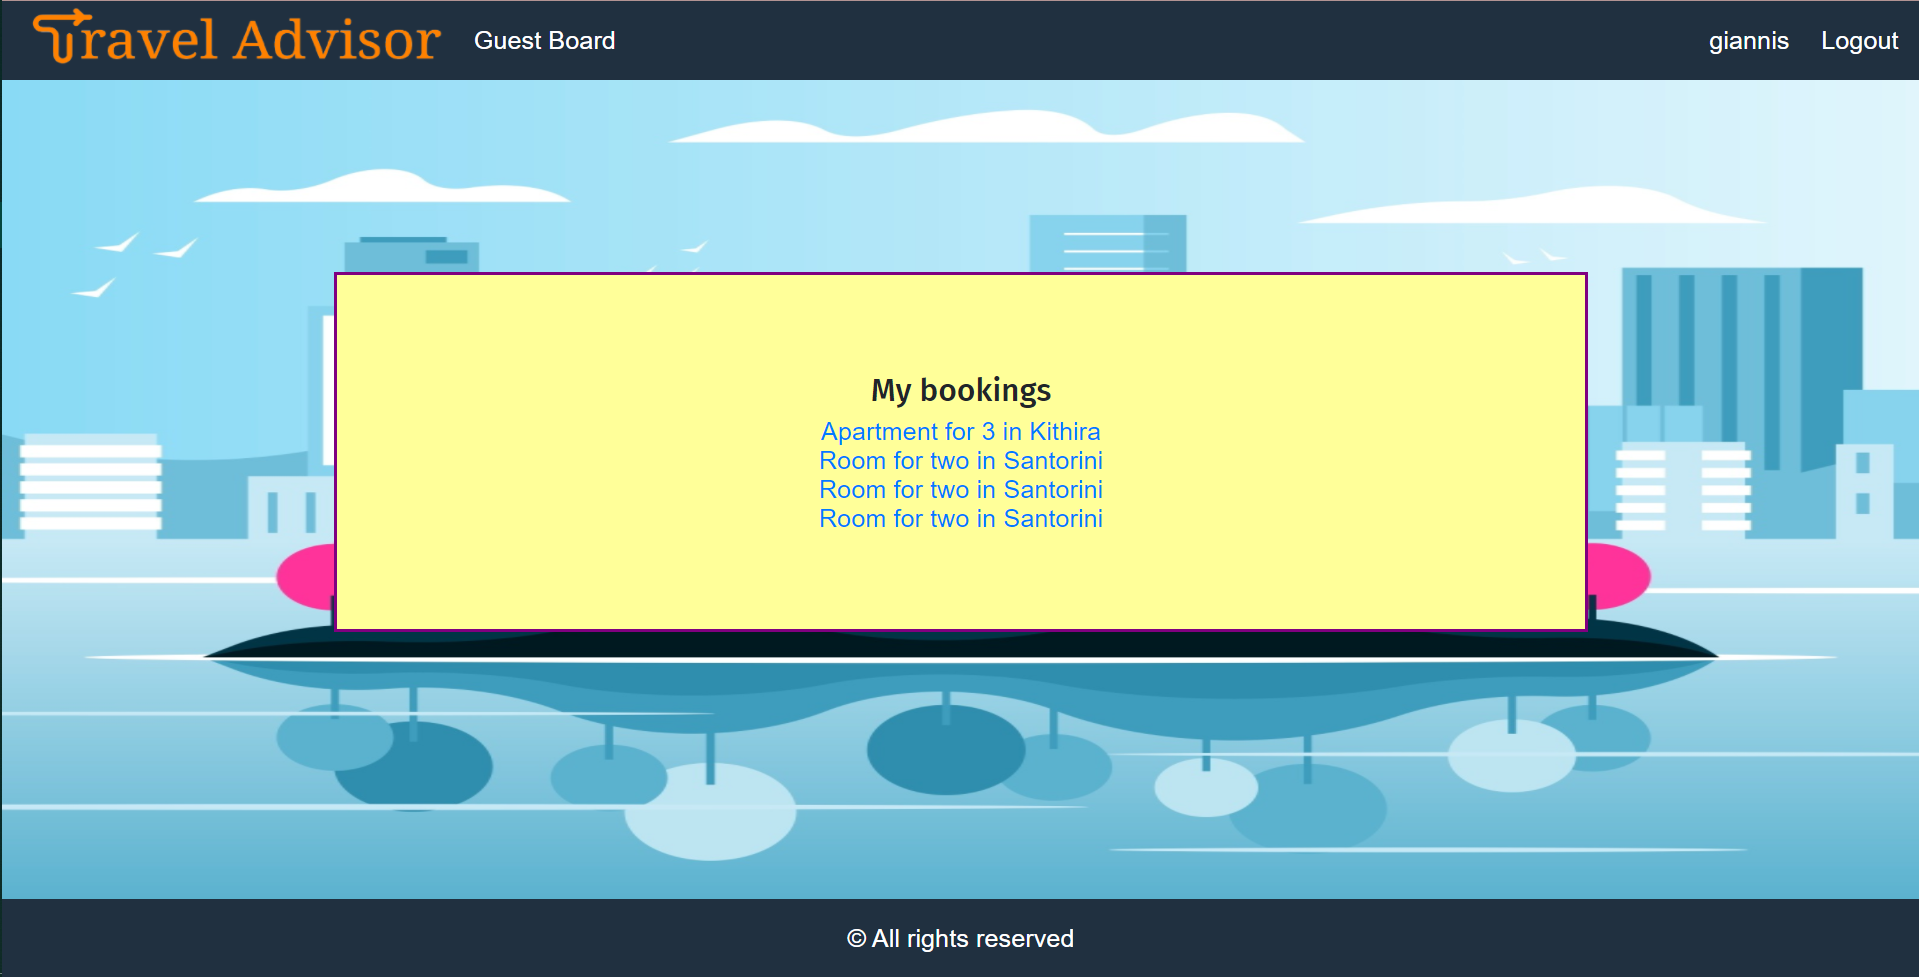 Travel Advisor Guest Board giannis Logout
My bookings
Apartment for 3 in Kithira
Room for two in Santorini
Room for two in Santorini
Room for two in Santorini
© All rights reserved